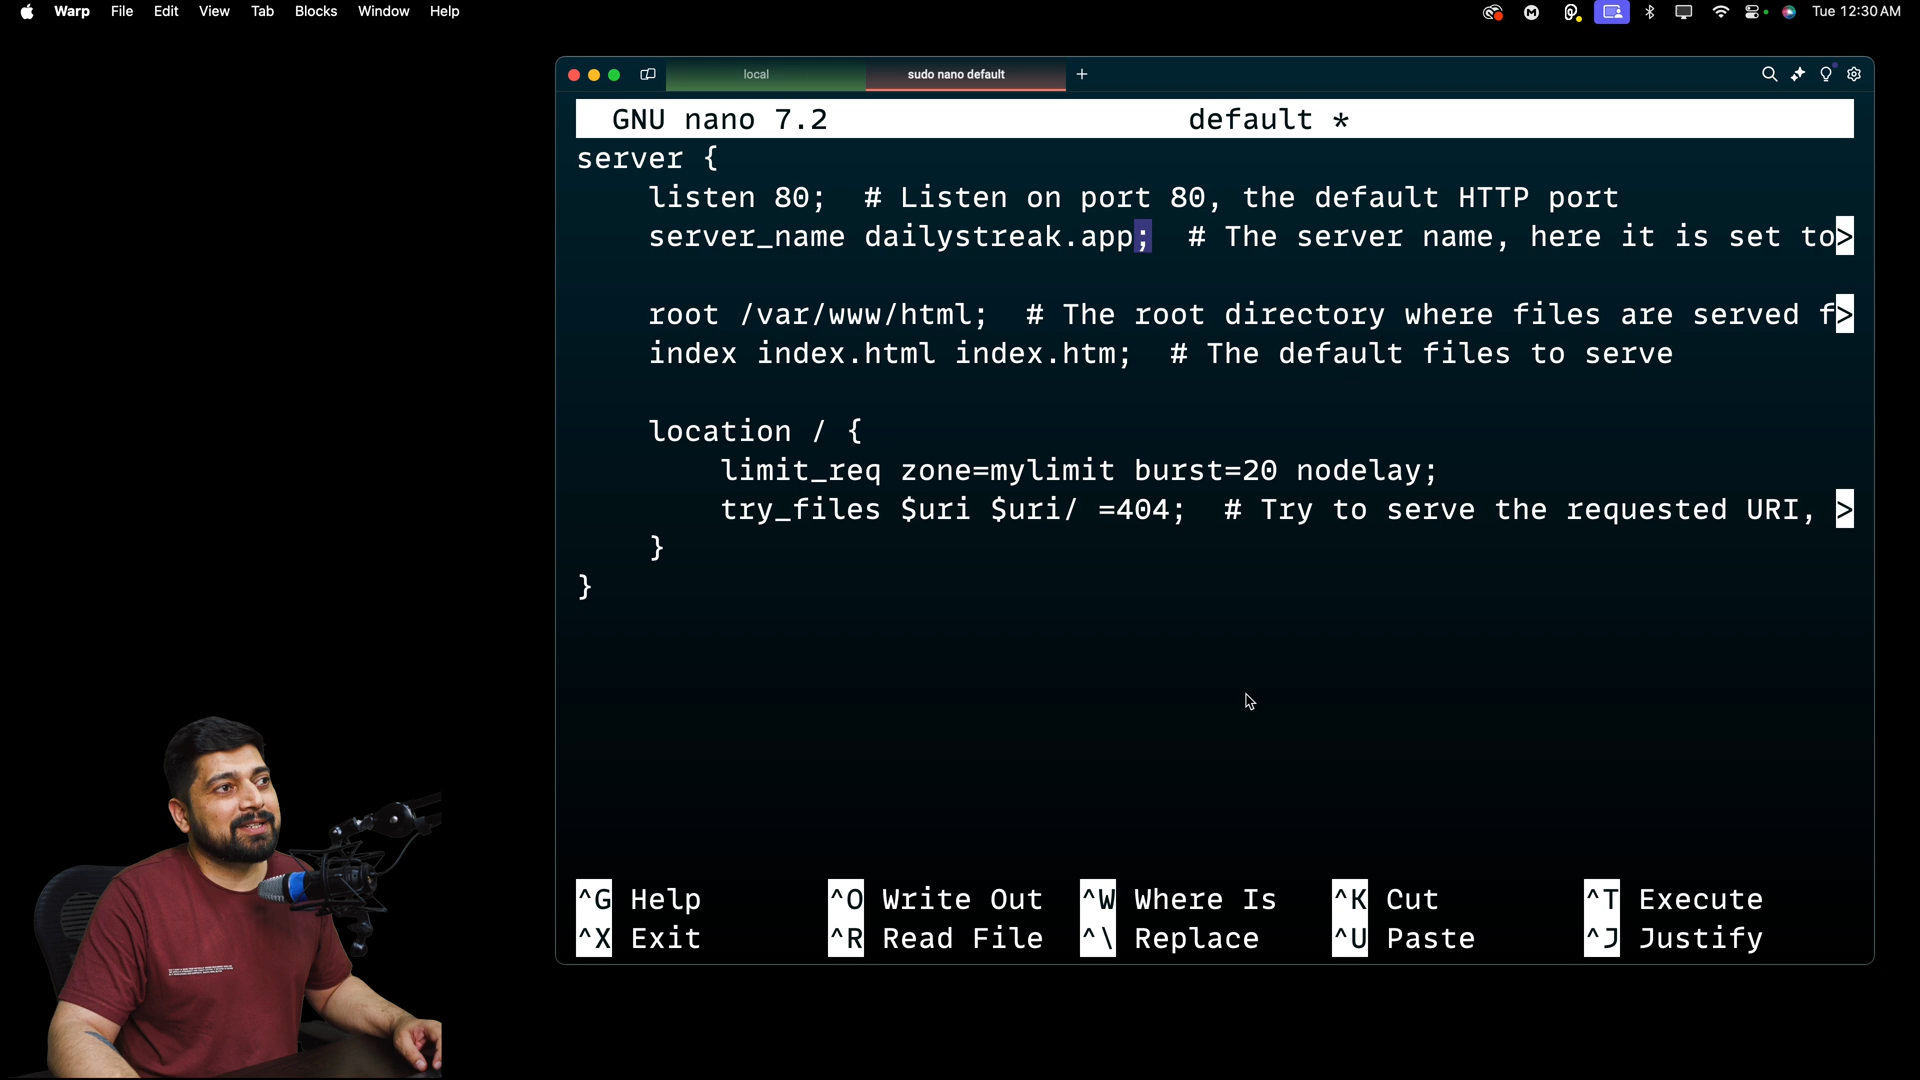 Warp File Edit View Tab Blocks Window Help Tue 12:30 AM
local sudo nano default +
GNU nano 7.2 default *
server {
listen 80; # Listen on port 80, the default HTTP port
server_name dailystreak.app; # The server name, here it is set to>
root /var/www/html; # The root directory where files are served f>
index index.html index.htm; # The default files to serve
location / {
limit_req zone=mylimit burst=20 nodelay;
try_files $uri $uri/ =404; # Try to serve the requested URI, >
}
}
^G Help ^O Write Out ^W Where Is ^K Cut ^T Execute
^X Exit ^R Read File ^\ Replace ^U Paste ^J Justify